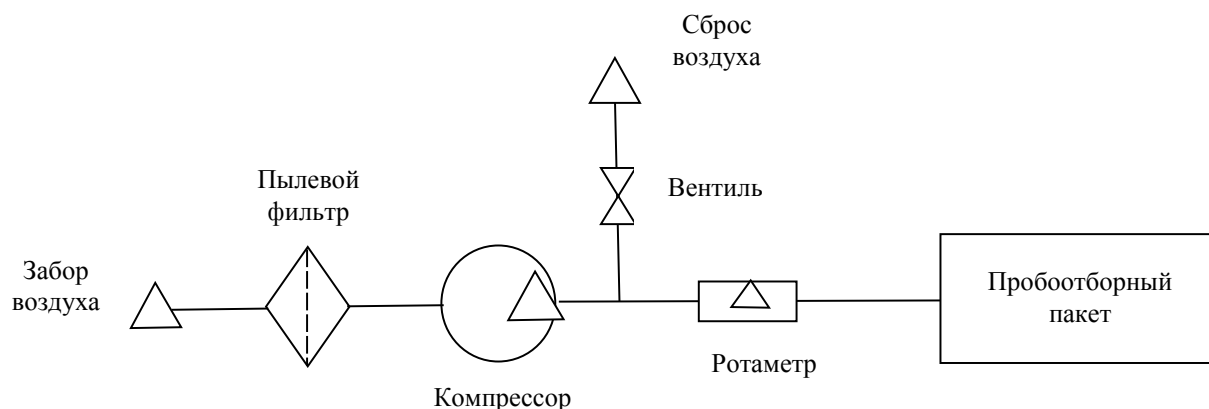 Сброс
воздуха
Вентиль
Пылевой
фильтр
Забор
воздуха
Компрессор
Ротаметр
Пробоотборный
пакет